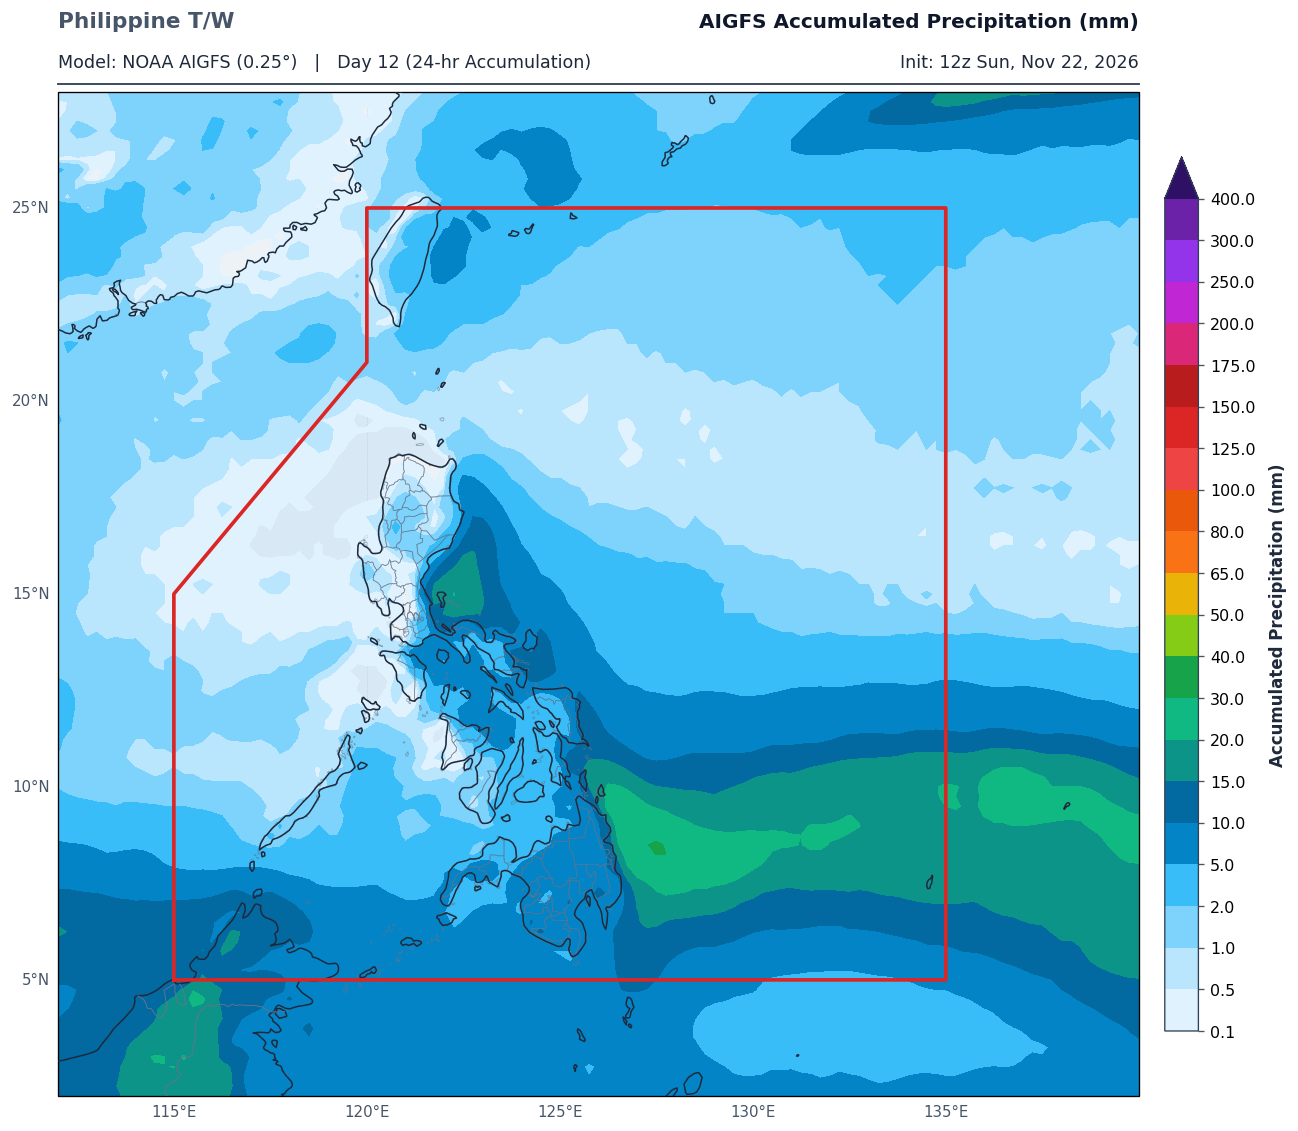 Philippine T/W
AIGFS Accumulated Precipitation (mm)
Model: NOAA AIGFS (0.25°)   |   Day 12 (24-hr Accumulation)
Init: 12z Sun, Nov 22, 2026
25°N
20°N
15°N
10°N
5°N
115°E
120°E
125°E
130°E
135°E
400.0
300.0
250.0
200.0
175.0
150.0
125.0
100.0
80.0
65.0
50.0
40.0
30.0
20.0
15.0
10.0
5.0
2.0
1.0
0.5
0.1
Accumulated Precipitation (mm)